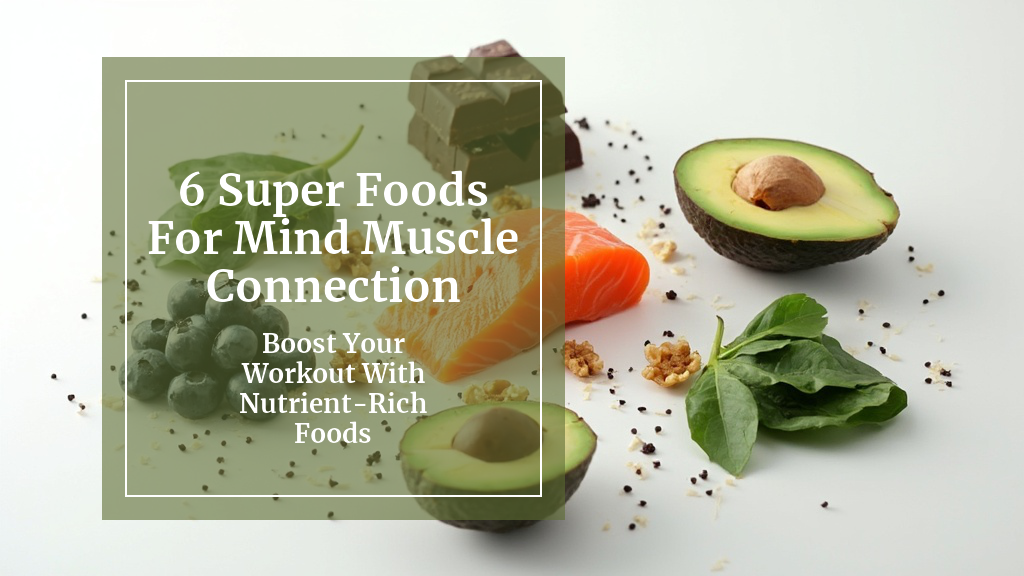 6 Super Foods
For Mind Muscle
Connection
Boost Your
Workout With
Nutrient-Rich
Foods